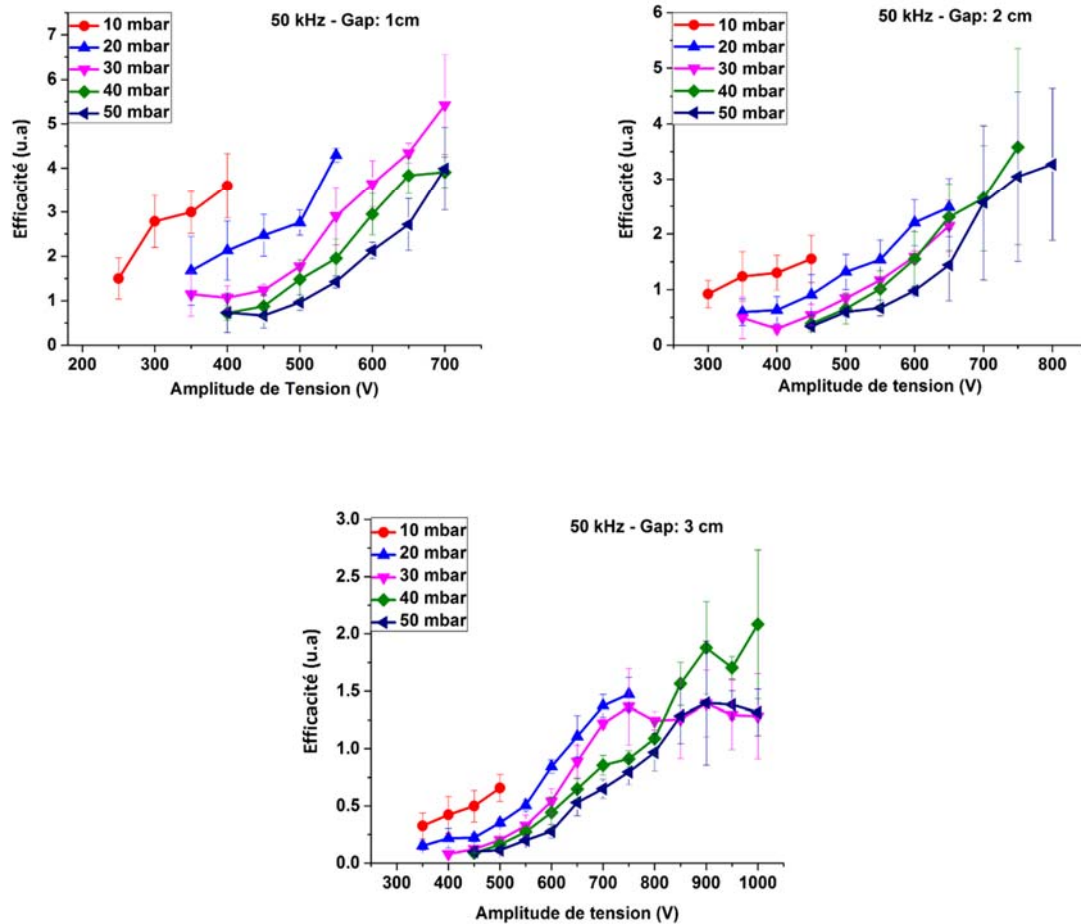 50 kHz - Gap: 1cm
10 mbar
20 mbar
30 mbar
40 mbar
50 mbar
Efficacité (u.a)
8
7
6
5
4
3
2
1
0
200 300 400 500 600 700
Amplitude de Tension (V)
50 kHz - Gap: 2 cm
10 mbar
20 mbar
30 mbar
40 mbar
50 mbar
Efficacité (u.a)
6
5
4
3
2
1
0
300 400 500 600 700 800
Amplitude de tension (V)
50 kHz - Gap: 3 cm
10 mbar
20 mbar
30 mbar
40 mbar
50 mbar
Efficacité (u.a)
3.0
2.5
2.0
1.5
1.0
0.5
0.0
300 400 500 600 700 800 900 1000
Amplitude de tension (V)